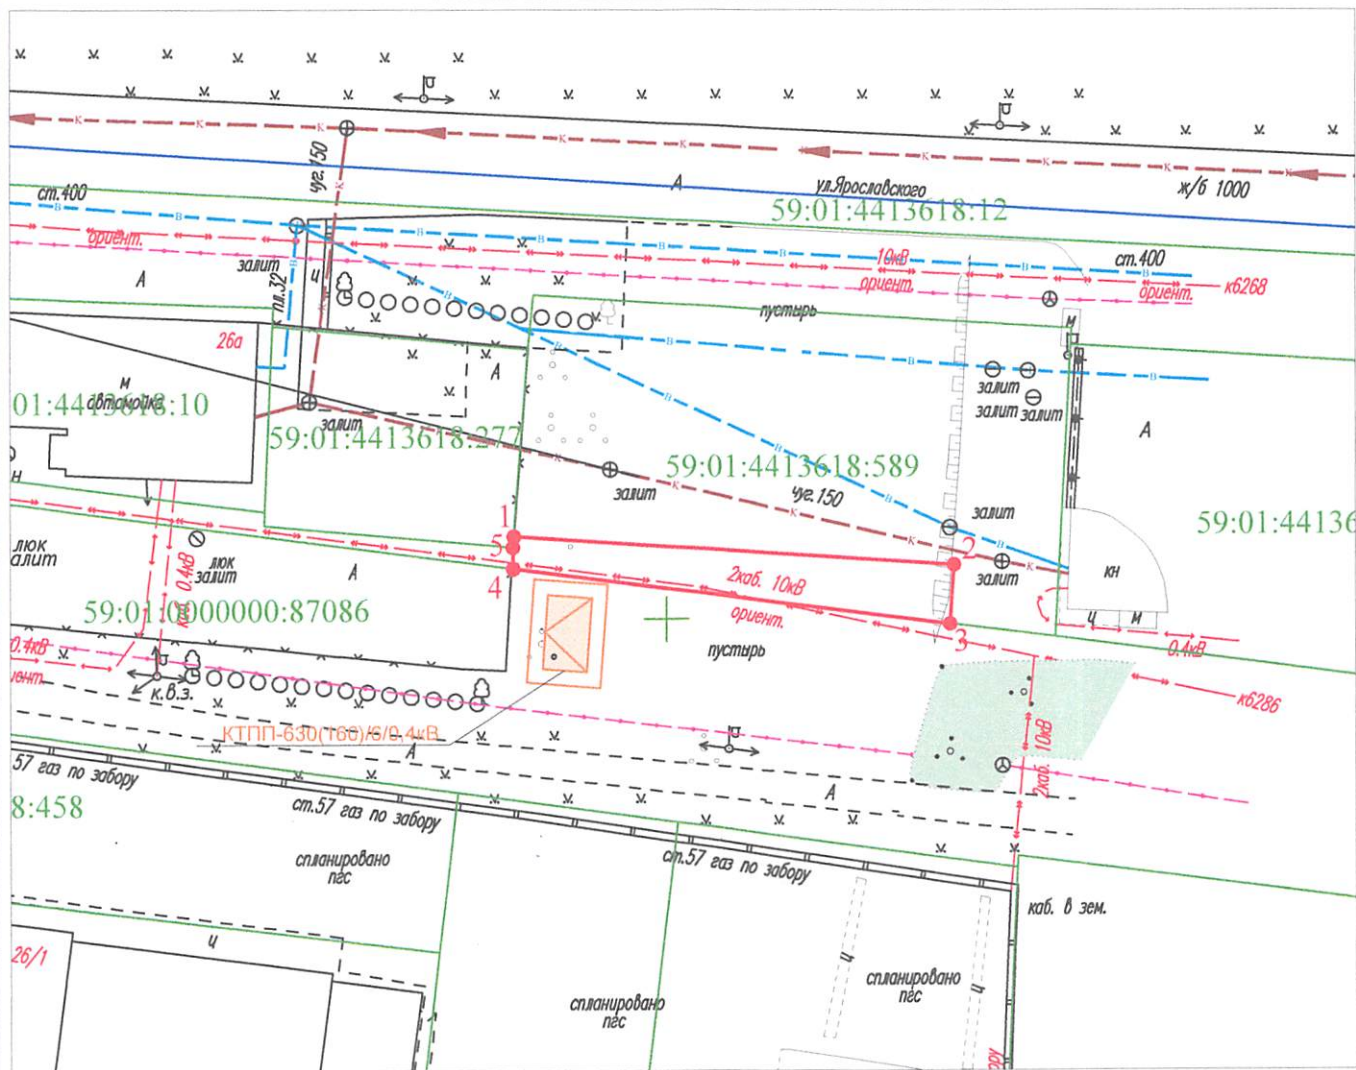 ст.400
чуг.150
К
А
ул.Ярославского
ж/б 1000
59:01:4413618:12
ориент.
залит
10кВ
ст.400
к6268
ориент.
ориент.
А
пл.32
ц
пустырь
м
26а
м
автомойка
А
залит
залит залит
А
01:4413618:10
59:01:4413618:277
залит
залит
59:01:4413618:589
чуг.150
залит
59:01:44136
н
1
5
4
2
3
люк
алит
люк
залит
каб. 0.4кВ
А
2каб. 10кВ
ориент.
залит
кн
ц
м
0.4кВ
59:01:0000000:87086
пустырь
0.4кВ
иент.
к.в.з.
к6286
2каб. 10кВ
КТПП-630(160)/6/0,4кВ
А
А
57 газ по забору
8:458
ст.57 газ по забору
ст.57 газ по забору
спланировано
пгс
каб. в зем.
26/1
ц
спланировано
пгс
ц
спланировано
пгс
ц
ору